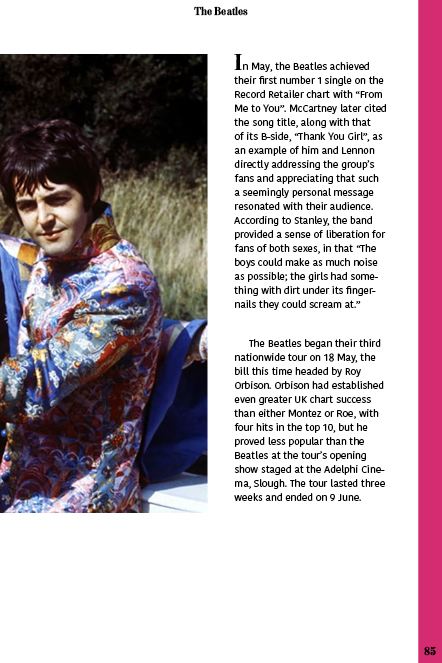 The Beatles
In May, the Beatles achieved
their first number 1 single on the
Record Retailer chart with “From
Me to You”. McCartney later cited
the song title, along with that
of its B-side, “Thank You Girl”, as
an example of him and Lennon
directly addressing the group’s
fans and appreciating that such
a seemingly personal message
resonated with their audience.
According to Stanley, the band
provided a sense of liberation for
fans of both sexes, in that “The
boys could make as much noise
as possible; the girls had some-
thing with dirt under its finger-
nails they could scream at.”
The Beatles began their third
nationwide tour on 18 May, the
bill this time headed by Roy
Orbison. Orbison had established
even greater UK chart success
than either Montez or Roe, with
four hits in the top 10, but he
proved less popular than the
Beatles at the tour’s opening
show staged at the Adelphi Cine-
ma, Slough. The tour lasted three
weeks and ended on 9 June.
85